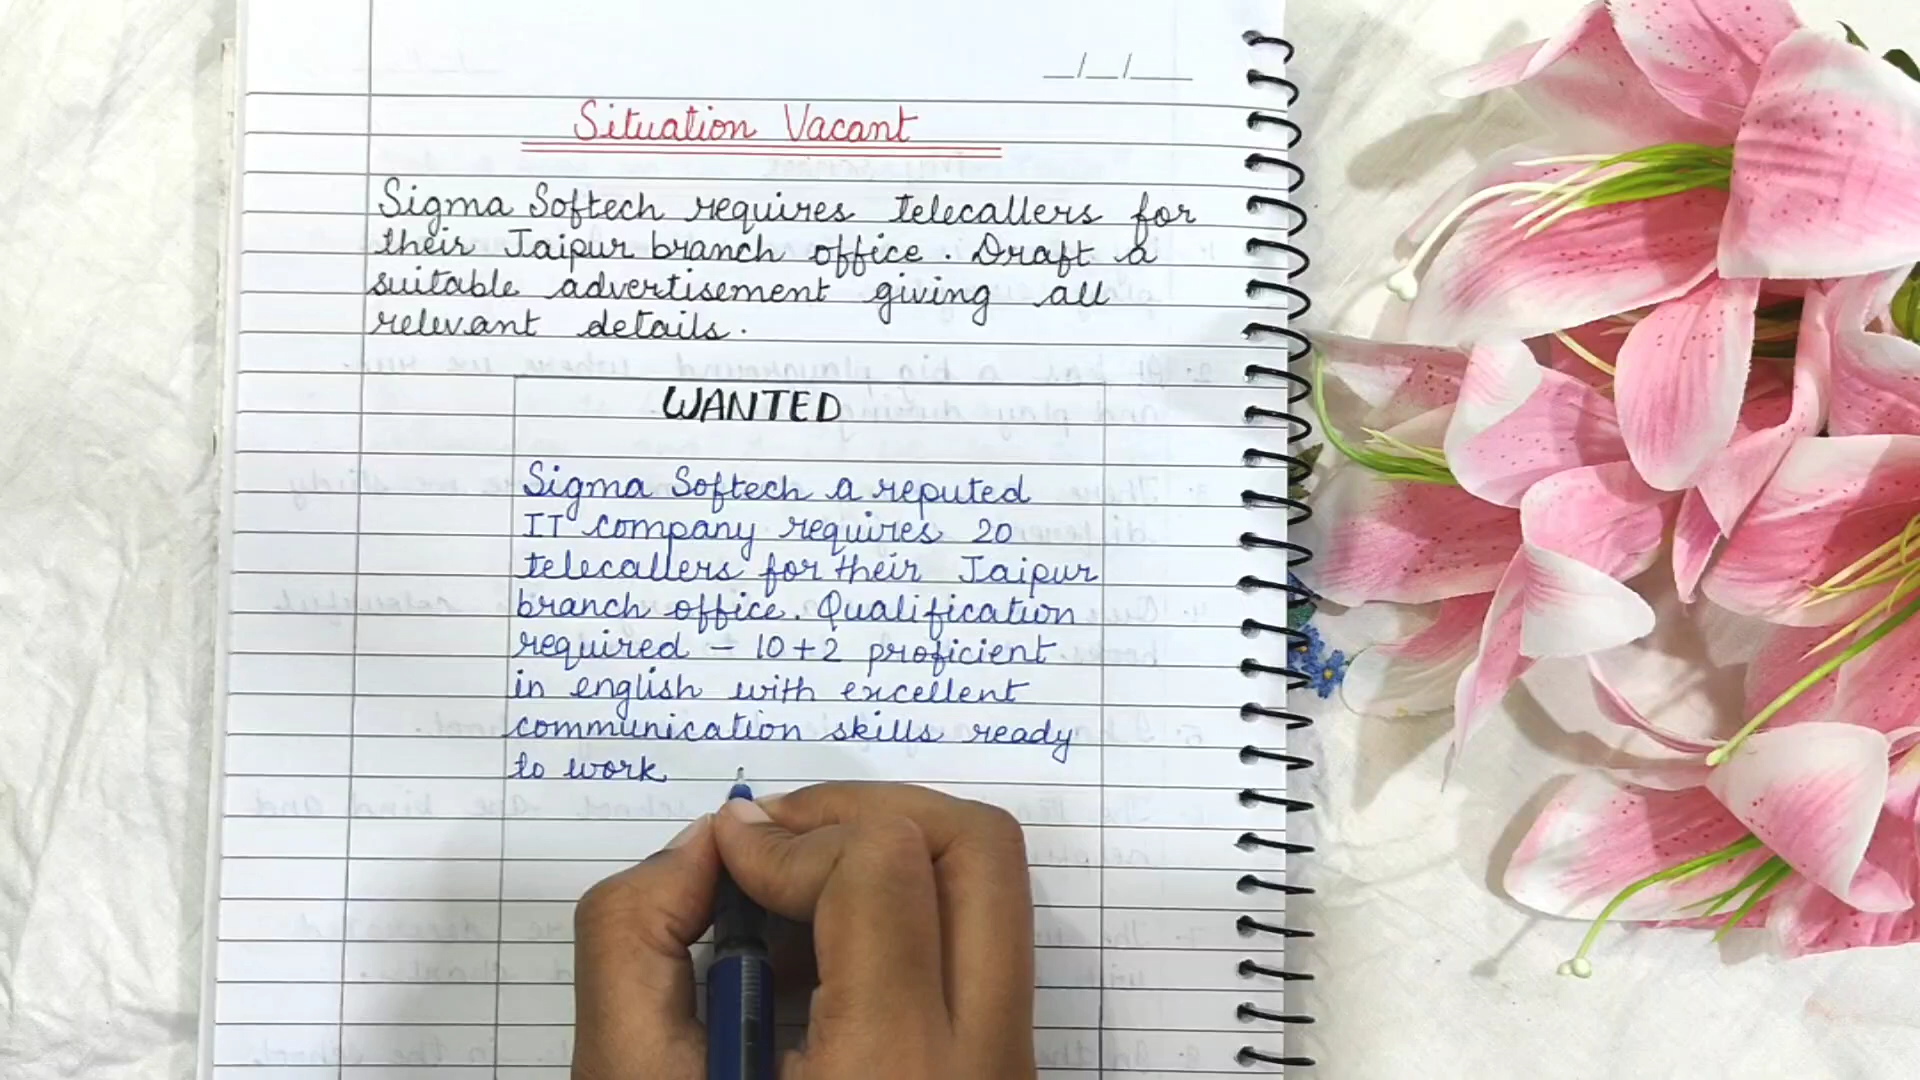 _/_/_
Situation Vacant
Sigma Softech requires telecallers for
their Jaipur branch office. Draft a
suitable advertisement giving all
relevant details.
WANTED
Sigma Softech a reputed
IT company requires 20
telecallers for their Jaipur
branch office. Qualification
required – 10+2 proficient
in english with excellent
communication skills ready
to work